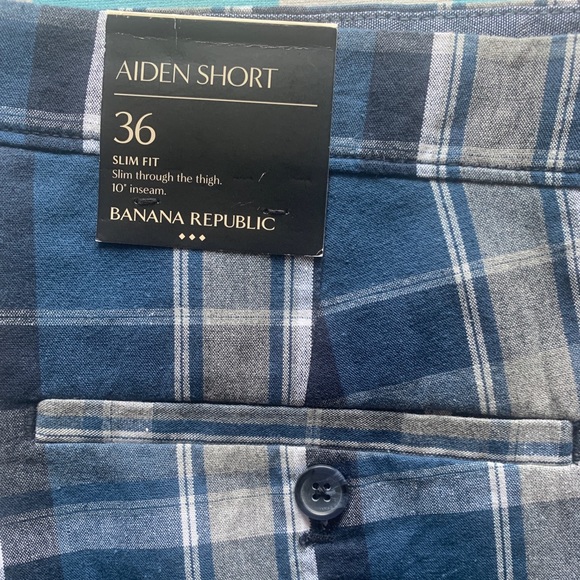 AIDEN SHORT
36
SLIM FIT
Slim through the thigh.
10" inseam.
BANANA REPUBLIC